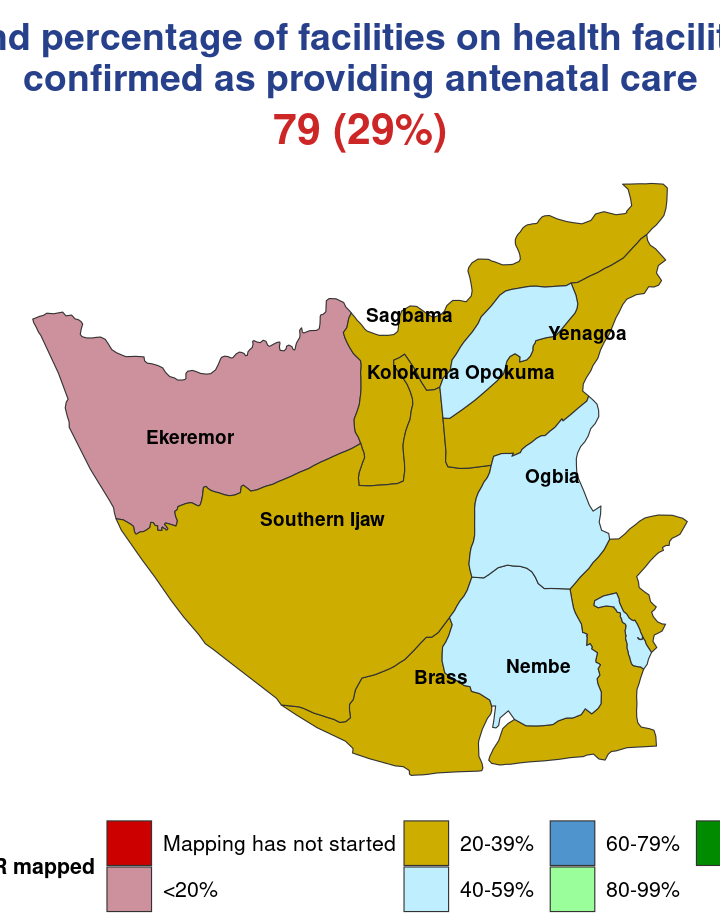 percentage of facilities on health
confirmed as providing antenatal care
79 (29%)
Sagbama
Yenagoa
Kolokuma Opokuma
Ekeremor
Ogbia
Southern Ijaw
Nembe
Brass
mapped
Mapping has not started
20-39%
60-79%
<20%
40-59%
80-99%